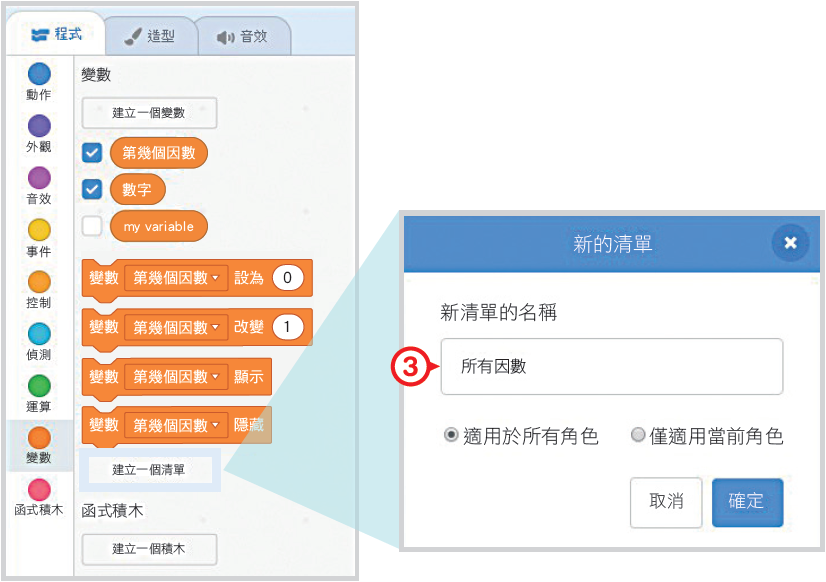 程式
造型
音效
動作
外觀
音效
事件
控制
偵測
運算
變數
函式積木
變數
建立一個變數
第幾個因數
數字
my variable
變數 第幾個因數 設為 0
變數 第幾個因數 改變 1
變數 第幾個因數 顯示
變數 第幾個因數 隱藏
建立一個清單
函式積木
建立一個積木
新的清單
新清單的名稱
3
所有因數
適用於所有角色
僅適用當前角色
取消
確定